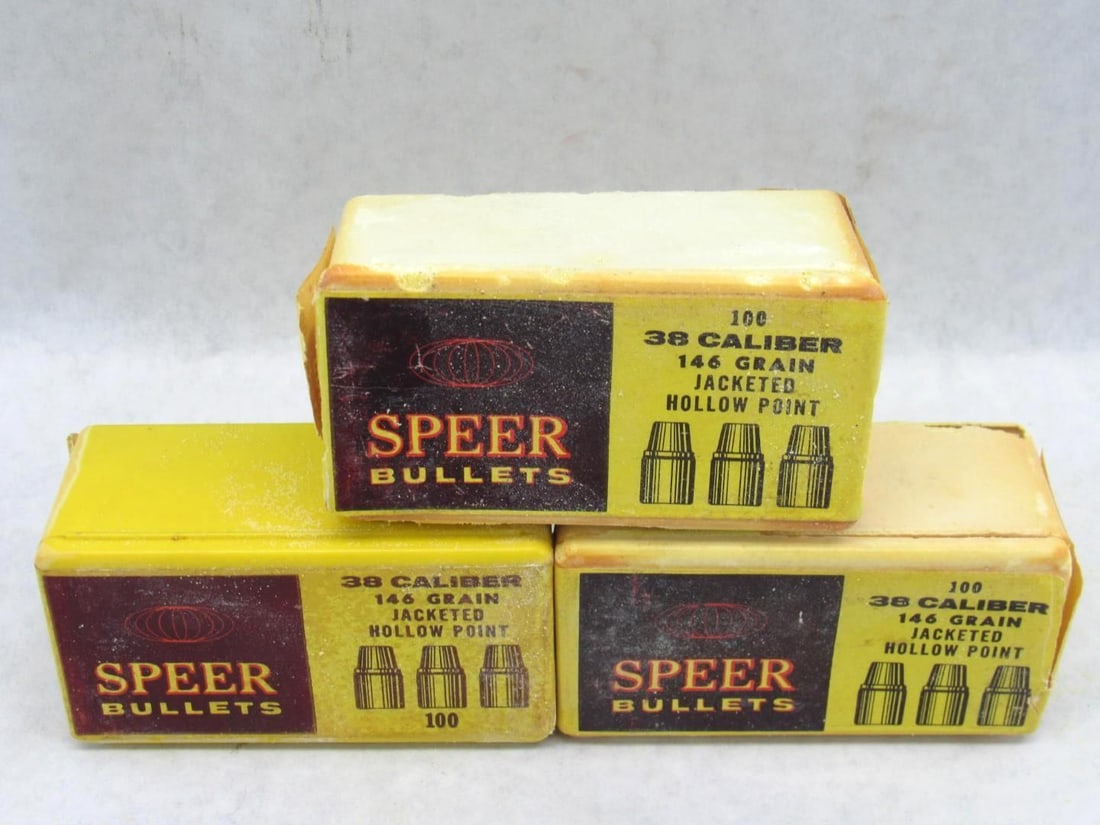 SPEER
BULLETS
100
38 CALIBER
146 GRAIN
JACKETED
HOLLOW POINT
SPEER
BULLETS
38 CALIBER
146 GRAIN
JACKETED
HOLLOW POINT
100
SPEER
BULLETS
100
38 CALIBER
146 GRAIN
JACKETED
HOLLOW POINT